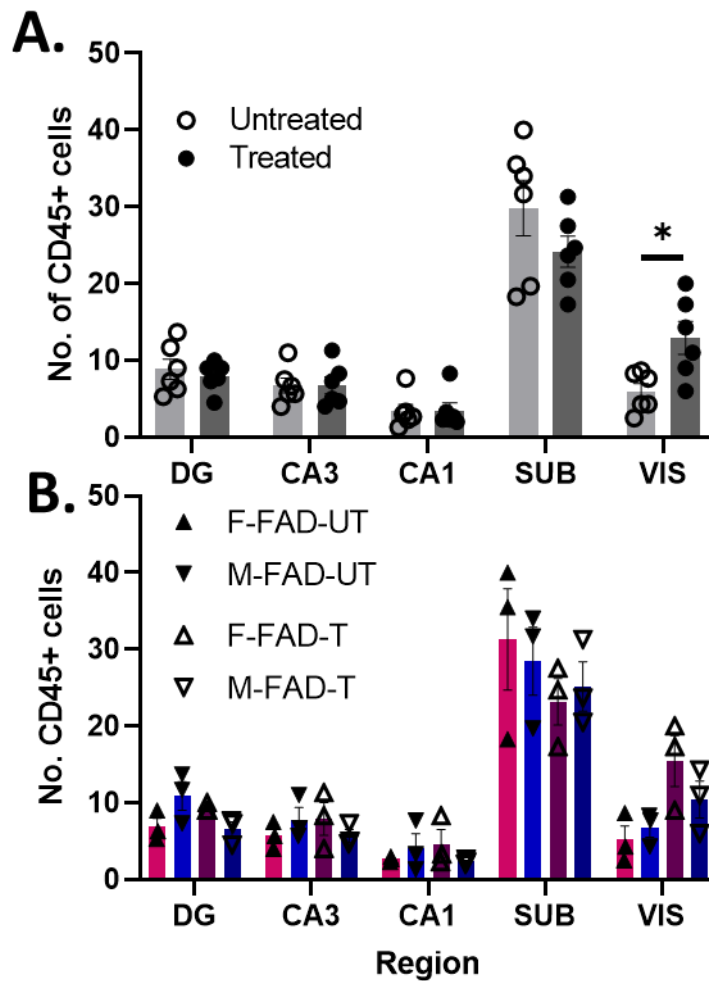 A.
No. of CD45+ cells
50
40
30
20
10
0
Untreated
Treated
*
DG CA3 CA1 SUB VIS
B.
No. CD45+ cells
50
40
30
20
10
0
F-FAD-UT
M-FAD-UT
F-FAD-T
M-FAD-T
DG CA3 CA1 SUB VIS
Region